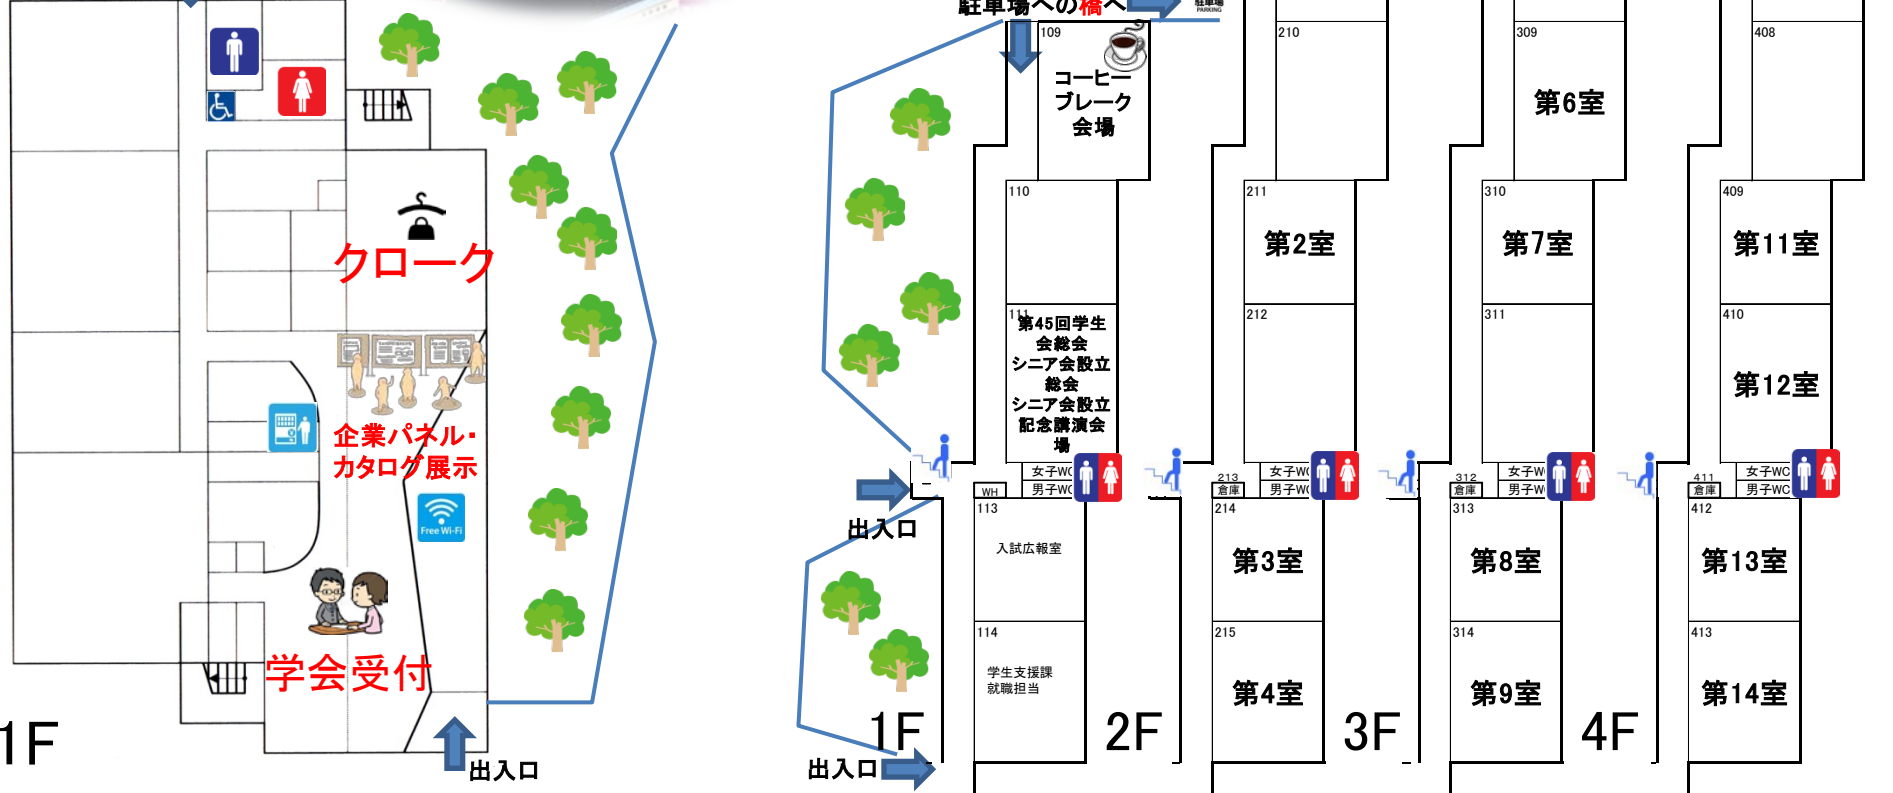 駐車場への橋へ
駐車場
PARKING
クローク
企業パネル・
カタログ展示
Free Wi-Fi
学会受付
1F
出入口
109
コーヒー
ブレーク
会場
110
111
第45回学生
会総会
シニア会設立
総会
シニア会設立
記念講演会
場
女子WC
男子WC
WH
出入口
113
入試広報室
114
学生支援課
就職担当
1F
出入口
210
211
第2室
212
213
倉庫
女子WC
男子WC
214
第3室
215
第4室
2F
309
第6室
310
第7室
311
312
倉庫
女子W
男子W
313
第8室
314
第9室
3F
408
409
第11室
410
第12室
411
倉庫
女子WC
男子WC
412
第13室
413
第14室
4F